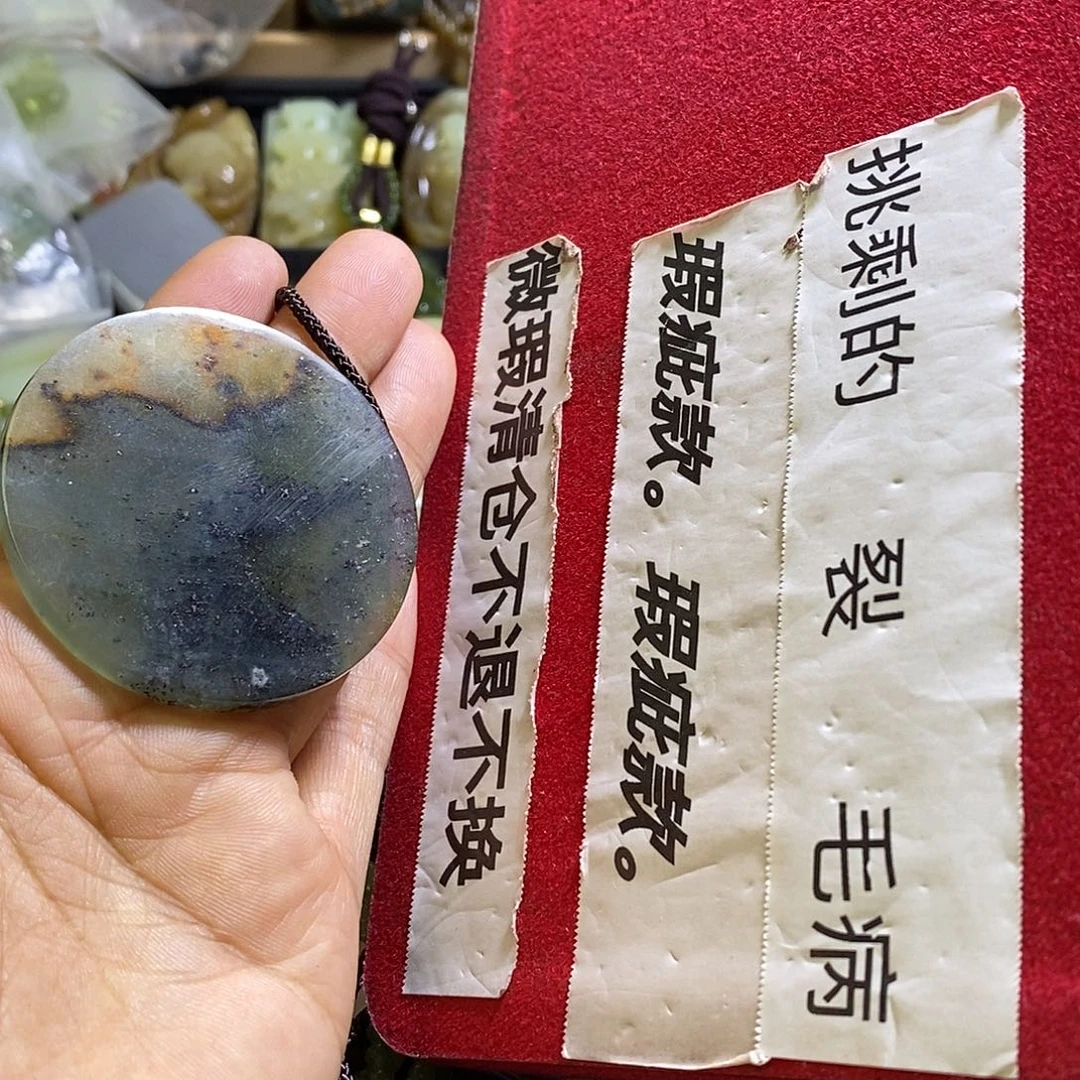 挑剩的 裂 毛病
瑕疵款。 瑕疵款。
微瑕清仓不退不换